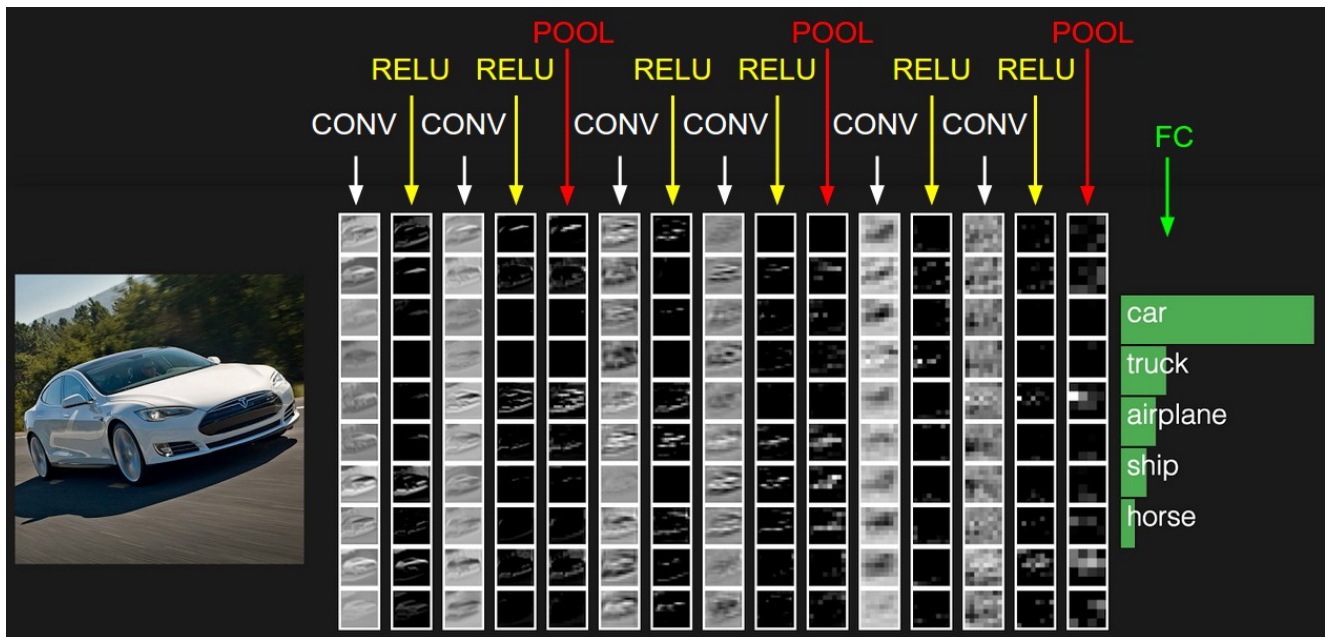 POOL POOL POOL
RELU RELU RELU RELU RELU RELU
CONV CONV CONV CONV CONV CONV
FC
car
truck
airplane
ship
horse